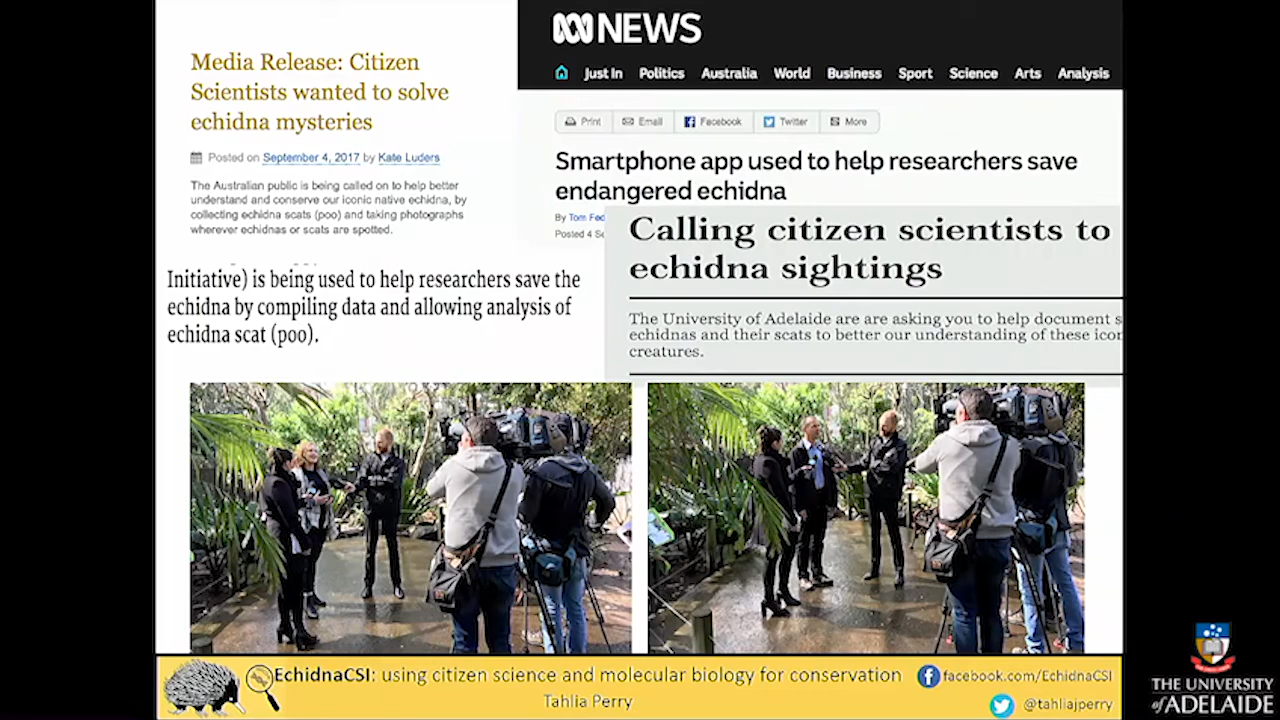 Media Release: Citizen
Scientists wanted to solve
echidna mysteries
Posted on September 4, 2017 by Kate Luders
The Australian public is being called on to help better
understand and conserve our iconic native echidna, by
collecting echidna scats (poo) and taking photographs
wherever echidnas or scats are spotted.
Initiative) is being used to help researchers save the
echidna by compiling data and allowing analysis of
echidna scat (poo).
NEWS
Just In Politics Australia World Business Sport Science Arts Analysis
Print Email Facebook Twitter More
Smartphone app used to help researchers save
endangered echidna
By Tom Fed
Posted 4 Se
Calling citizen scientists to
echidna sightings
The University of Adelaide are are asking you to help document s
echidnas and their scats to better our understanding of these icon
creatures.
EchidnaCSI: using citizen science and molecular biology for conservation
Tahlia Perry
facebook.com/EchidnaCSI
@tahliajperry
THE UNIVERSITY
of ADELAIDE